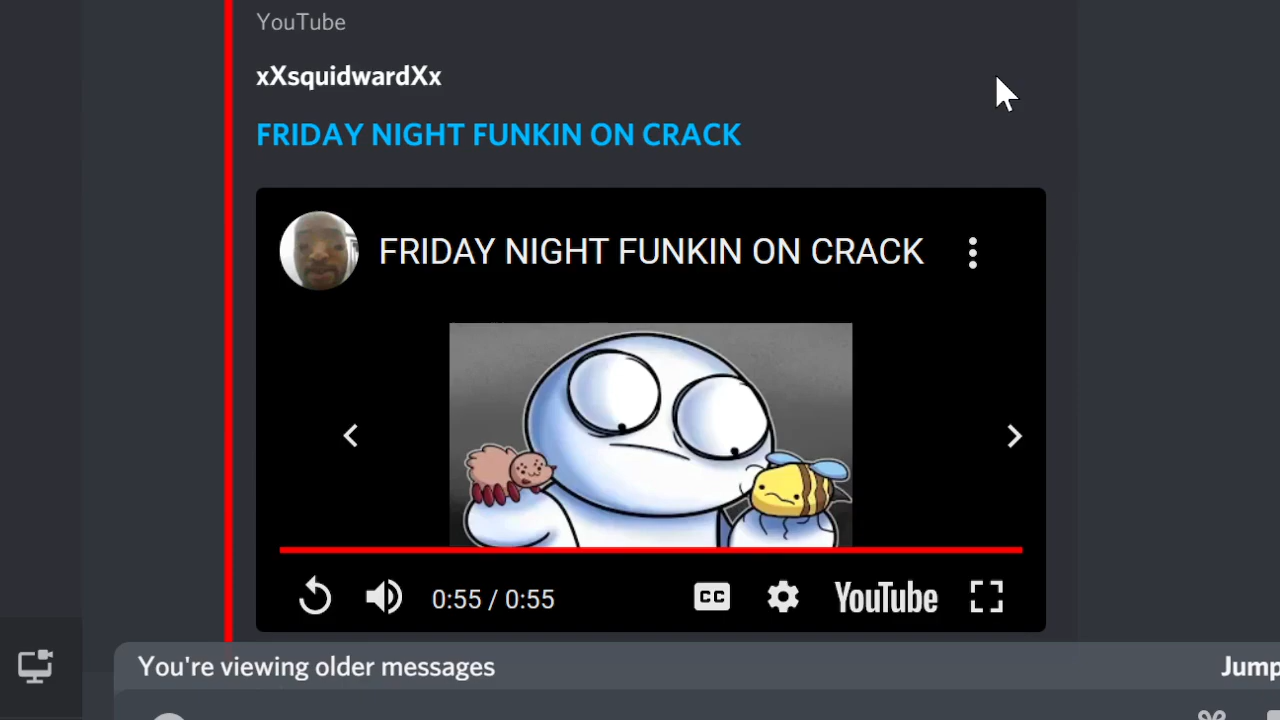 YouTube
xXsquidwardXx
FRIDAY NIGHT FUNKIN ON CRACK
FRIDAY NIGHT FUNKIN ON CRACK
0:55 / 0:55
CC
YouTube
You're viewing older messages
Jump